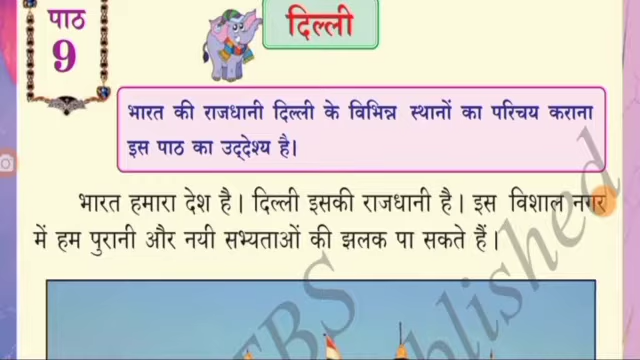 पाठ
9
दिल्ली
भारत की राजधानी दिल्ली के विभिन्न स्थानों का परिचय कराना
इस पाठ का उद्देश्य है।
भारत हमारा देश है। दिल्ली इसकी राजधानी है। इस विशाल नगर
में हम पुरानी और नयी सभ्यताओं की झलक पा सकते हैं।